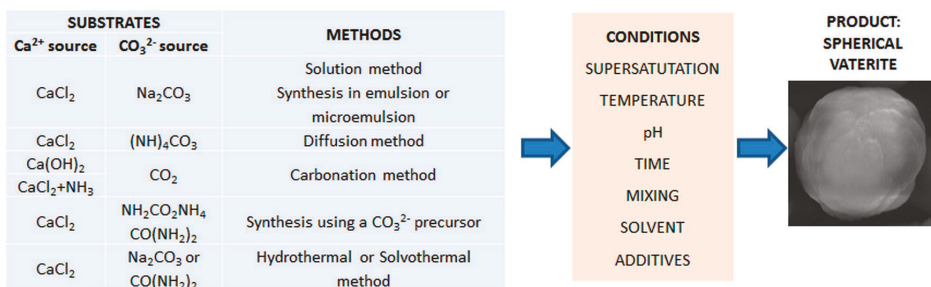 SUBSTRATES
Ca²⁺ source CO₃²⁻ source
METHODS
CaCl₂
Na₂CO₃
Solution method
Synthesis in emulsion or
microemulsion
CaCl₂
(NH)₄CO₃
Diffusion method
Ca(OH)₂
CaCl₂+NH₃
CO₂
Carbonation method
CaCl₂
NH₂CO₂NH₄
CO(NH₂)₂
Synthesis using a CO₃²⁻ precursor
CaCl₂
Na₂CO₃ or
CO(NH₂)₂
Hydrothermal or Solvothermal
method
CONDITIONS
SUPERSATUTATION
TEMPERATURE
pH
TIME
MIXING
SOLVENT
ADDITIVES
PRODUCT:
SPHERICAL
VATERITE